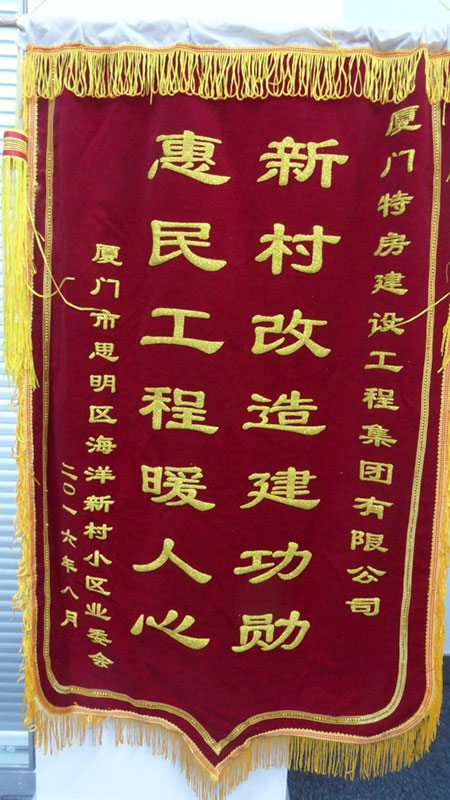 厦门特房建设工程集团有限公司
新村改造建功勋
惠民工程暖人心
厦门市思明区海洋新村小区业委会
二〇一六年八月